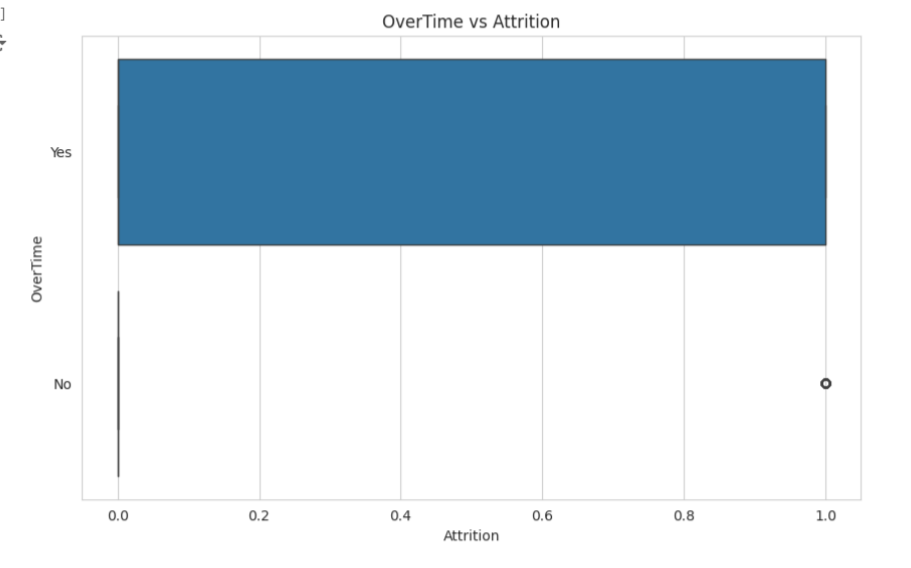 ]
OverTime vs Attrition
Yes
OverTime
No
0.0 0.2 0.4 0.6 0.8 1.0
Attrition